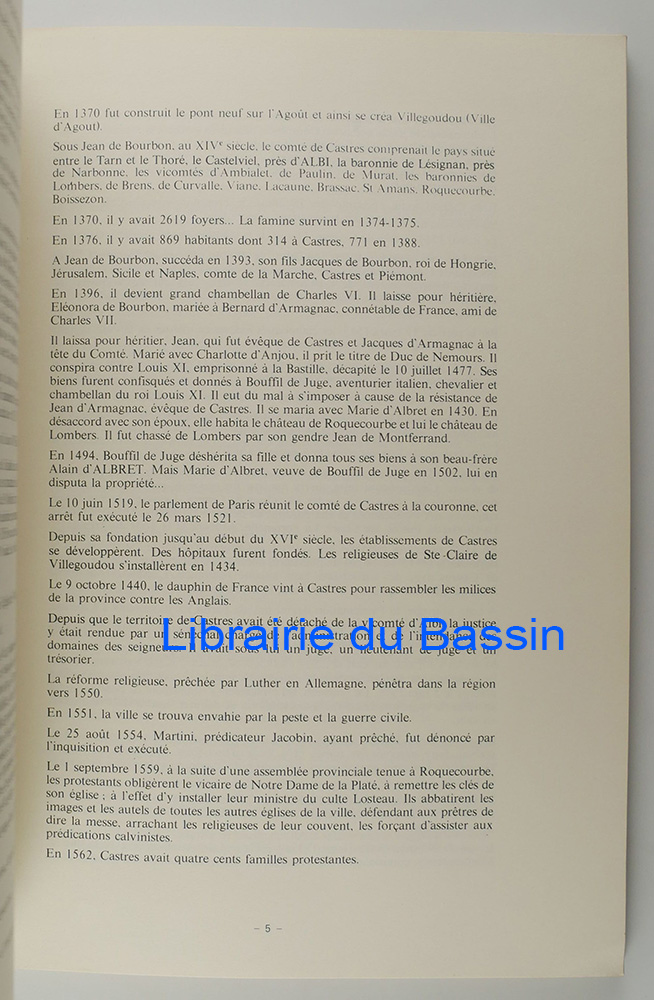 En 1370 fut construit le pont neuf sur l'Agoût et ainsi se créa Villegoudou (Ville
d'Agout).
Sous Jean de Bourbon, au XIVe siècle, le comté de Castres comprenait le pays situé
entre le Tarn et le Thoré, le Castelviel, près d'ALBI, la baronnie de Lésignan, près
de Narbonne, les vicomtés d'Ambialet, de Paulin, de Murat, les baronnies de
Lombers, de Brens, de Curvalle, Viane, Lacaune, Brassac, St Amans, Roquecourbe,
Boissezon.
En 1370, il y avait 2619 foyers... La famine survint en 1374-1375.
En 1376, il y avait 869 habitants dont 314 à Castres, 771 en 1388.
A Jean de Bourbon, succéda en 1393, son fils Jacques de Bourbon, roi de Hongrie,
Jérusalem, Sicile et Naples, comte de la Marche, Castres et Piémont.
En 1396, il devient grand chambellan de Charles VI. Il laisse pour héritière,
Eléonora de Bourbon, mariée à Bernard d'Armagnac, connétable de France, ami de
Charles VII.
Il laissa pour héritier, Jean, qui fut évêque de Castres et Jacques d'Armagnac à la
tête du Comté. Marié avec Charlotte d'Anjou, il prit le titre de Duc de Nemours. Il
conspira contre Louis XI, emprisonné à la Bastille, décapité le 10 juillet 1477. Ses
biens furent confisqués et donnés à Bouffil de Juge, aventurier italien, chevalier et
chambellan du roi Louis XI. Il eut du mal à s'imposer à cause de la résistance de
Jean d'Armagnac, évêque de Castres. Il se maria avec Marie d'Albret en 1430. En
désaccord avec son époux, elle habita le château de Roquecourbe et lui le château de
Lombers. Il fut chassé de Lombers par son gendre Jean de Montferrand.
En 1494, Bouffil de Juge déshérita sa fille et donna tous ses biens à son beau-frère
Alain d'ALBRET. Mais Marie d'Albret, veuve de Bouffil de Juge en 1502, lui en
disputa la propriété...
Le 10 juin 1519, le parlement de Paris réunit le comté de Castres à la couronne, cet
arrêt fut exécuté le 26 mars 1521.
Depuis sa fondation jusqu'au début du XVIe siècle, les établissements de Castres
se développèrent. Des hôpitaux furent fondés. Les religieuses de Ste-Claire de
Villegoudou s'installèrent en 1434.
Le 9 octobre 1440, le dauphin de France vint à Castres pour rassembler les milices
de la province contre les Anglais.
Depuis que le territoire de Castres avait été détaché de la vicomté d'Albi, la justice
y était rendue par un sénéchal chargé de l'administration et de l'intendance des
domaines des seigneurs. Il avait sous lui un juge, un lieutenant de juge et un
trésorier.
Librairie du Bassin
La réforme religieuse, prêchée par Luther en Allemagne, pénêtra dans la région
vers 1550.
En 1551, la ville se trouva envahie par la peste et la guerre civile.
Le 25 août 1554, Martini, prédicateur Jacobin, ayant prêché, fut dénoncé par
l'inquisition et exécuté.
Le 1 septembre 1559, à la suite d'une assemblée provinciale tenue à Roquecourbe,
les protestants obligèrent le vicaire de Notre Dame de la Platé, à remettre les clés de
son église ; à l'effet d'y installer leur ministre du culte Losteau. Ils abbatirent les
images et les autels de toutes les autres églises de la ville, défendant aux prêtres de
dire la messe, arrachant les religieuses de leur couvent, les forçant d'assister aux
prédications calvinistes.
En 1562, Castres avait quatre cents familles protestantes.
- 5 -